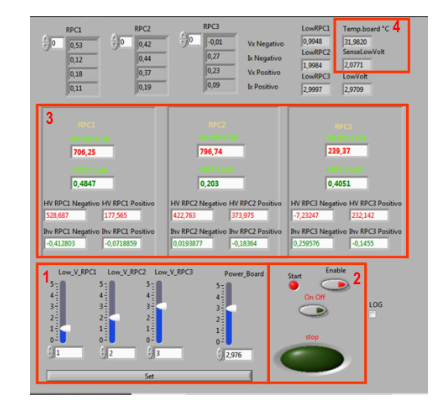 RPC1 RPC2 RPC3 LowRPC1 Temp.board °C 4
0 0,53 0 0,42 0 -0,01 Vx Negativo 0,9948 31,9820
0,12 0,44 0,27 Ix Negativo LowRPC2 SenseLowVolt
0,18 0,37 0,23 Vx Positivo 1,9984 2,0771
0,11 0,19 0,09 Ix Positivo LowRPC3 LowVolt
2,9997 2,9709
3
RPC1 RPC2 RPC3
706,25 796,74 239,37
0,4847 0,203 0,4051
HV RPC1 Negativo HV RPC1 Positivo HV RPC2 Negativo HV RPC2 Positivo HV RPC3 Negativo HV RPC3 Positivo
528,687 177,565 422,763 373,975 -7,23247 232,142
Ihv RPC1 Negativo Ihv RPC1 Positivo Ihv RPC2 Negativo Ihv RPC2 Positivo Ihv RPC3 Negativo Ihv RPC3 Positivo
-0,412803 -0,0718859 0,0193877 -0,18364 0,259576 -0,1455
1 Low_V_RPC1 Low_V_RPC2 Low_V_RPC3 Power_Board Start Enable 2
5 5 5 5
4 4 4 4
3 3 3 3
2 2 2 2
1 1 1 1
0 0 0 0
On Off
LOG
stop
1 2 3 2,976
Set